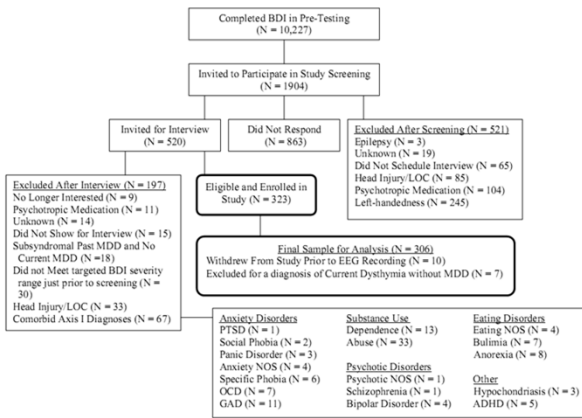 Completed BDI in Pre-Testing
(N = 10,227)
Invited to Participate in Study Screening
(N = 1904)
Invited for Interview
(N = 520)
Did Not Respond
(N = 863)
Excluded After Screening (N = 521)
Epilepsy (N = 3)
Unknown (N = 19)
Did Not Schedule Interview (N = 65)
Head Injury/LOC (N = 85)
Psychotropic Medication (N = 104)
Left-handedness (N = 245)
Excluded After Interview (N = 197)
No Longer Interested (N = 9)
Psychotropic Medication (N = 11)
Unknown (N = 14)
Did Not Show for Interview (N = 15)
Subsyndromal Past MDD and No
Current MDD (N =18)
Did not Meet targeted BDI severity
range just prior to screening (N =
30)
Head Injury/LOC (N = 33)
Comorbid Axis I Diagnoses (N = 67)
Eligible and Enrolled in
Study (N = 323)
Final Sample for Analysis (N = 306)
Withdrew From Study Prior to EEG Recording (N = 10)
Excluded for a diagnosis of Current Dysthymia without MDD (N = 7)
Anxiety Disorders
PTSD (N = 1)
Social Phobia (N = 2)
Panic Disorder (N = 3)
Anxiety NOS (N = 4)
Specific Phobia (N = 6)
OCD (N = 7)
GAD (N = 11)
Substance Use
Dependence (N = 13)
Abuse (N = 33)
Psychotic Disorders
Psychotic NOS (N = 1)
Schizophrenia (N = 1)
Bipolar Disorder (N = 4)
Eating Disorders
Eating NOS (N = 4)
Bulimia (N = 7)
Anorexia (N = 8)
Other
Hypochondriasis (N = 3)
ADHD (N = 5)